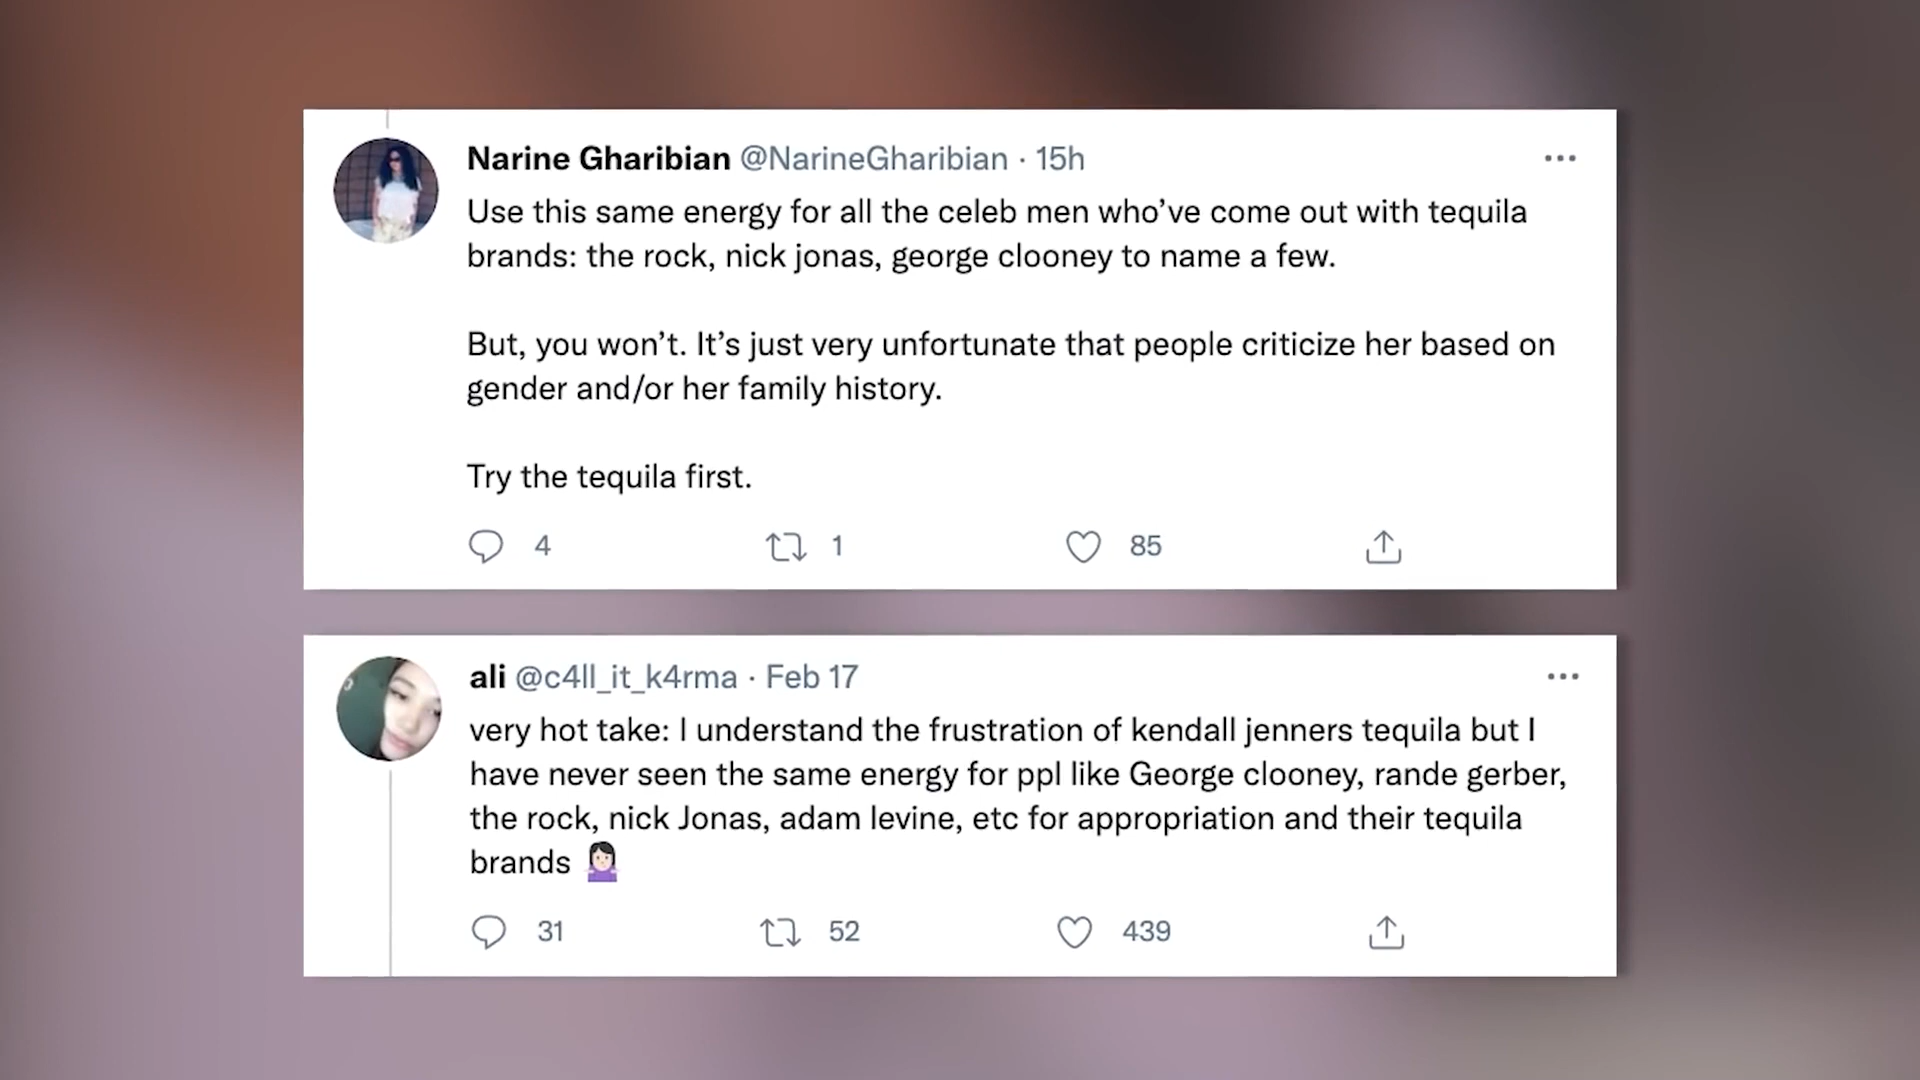 Narine Gharibian @NarineGharibian · 15h
Use this same energy for all the celeb men who’ve come out with tequila
brands: the rock, nick jonas, george clooney to name a few.
But, you won’t. It’s just very unfortunate that people criticize her based on
gender and/or her family history.
Try the tequila first.
4 1 85
ali @c4ll_it_k4rma · Feb 17
very hot take: I understand the frustration of kendall jenners tequila but I
have never seen the same energy for ppl like George clooney, rande gerber,
the rock, nick Jonas, adam levine, etc for appropriation and their tequila
brands 🤷🏻‍♀️
31 52 439